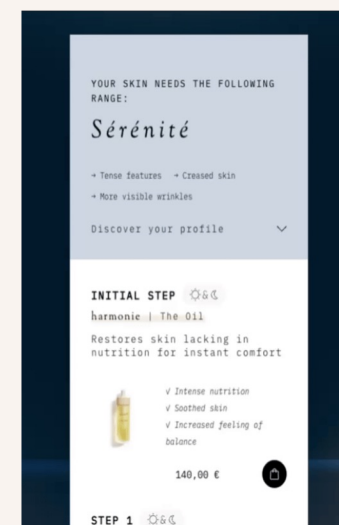 YOUR SKIN NEEDS THE FOLLOWING
RANGE:
Sérénité
→ Tense features → Creased skin
→ More visible wrinkles
Discover your profile
INITIAL STEP &
harmonie | The Oil
Restores skin lacking in
nutrition for instant comfort
√ Intense nutrition
√ Soothed skin
√ Increased feeling of
balance
140,00 €
STEP 1 &